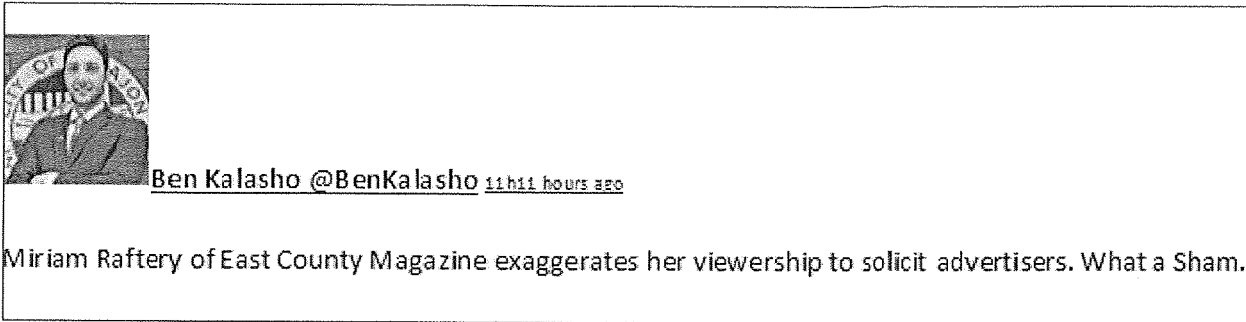 Ben Kalasho @BenKalasho 11h11 hours ago
Miriam Raftery of East County Magazine exaggerates her viewership to solicit advertisers. What a Sham.